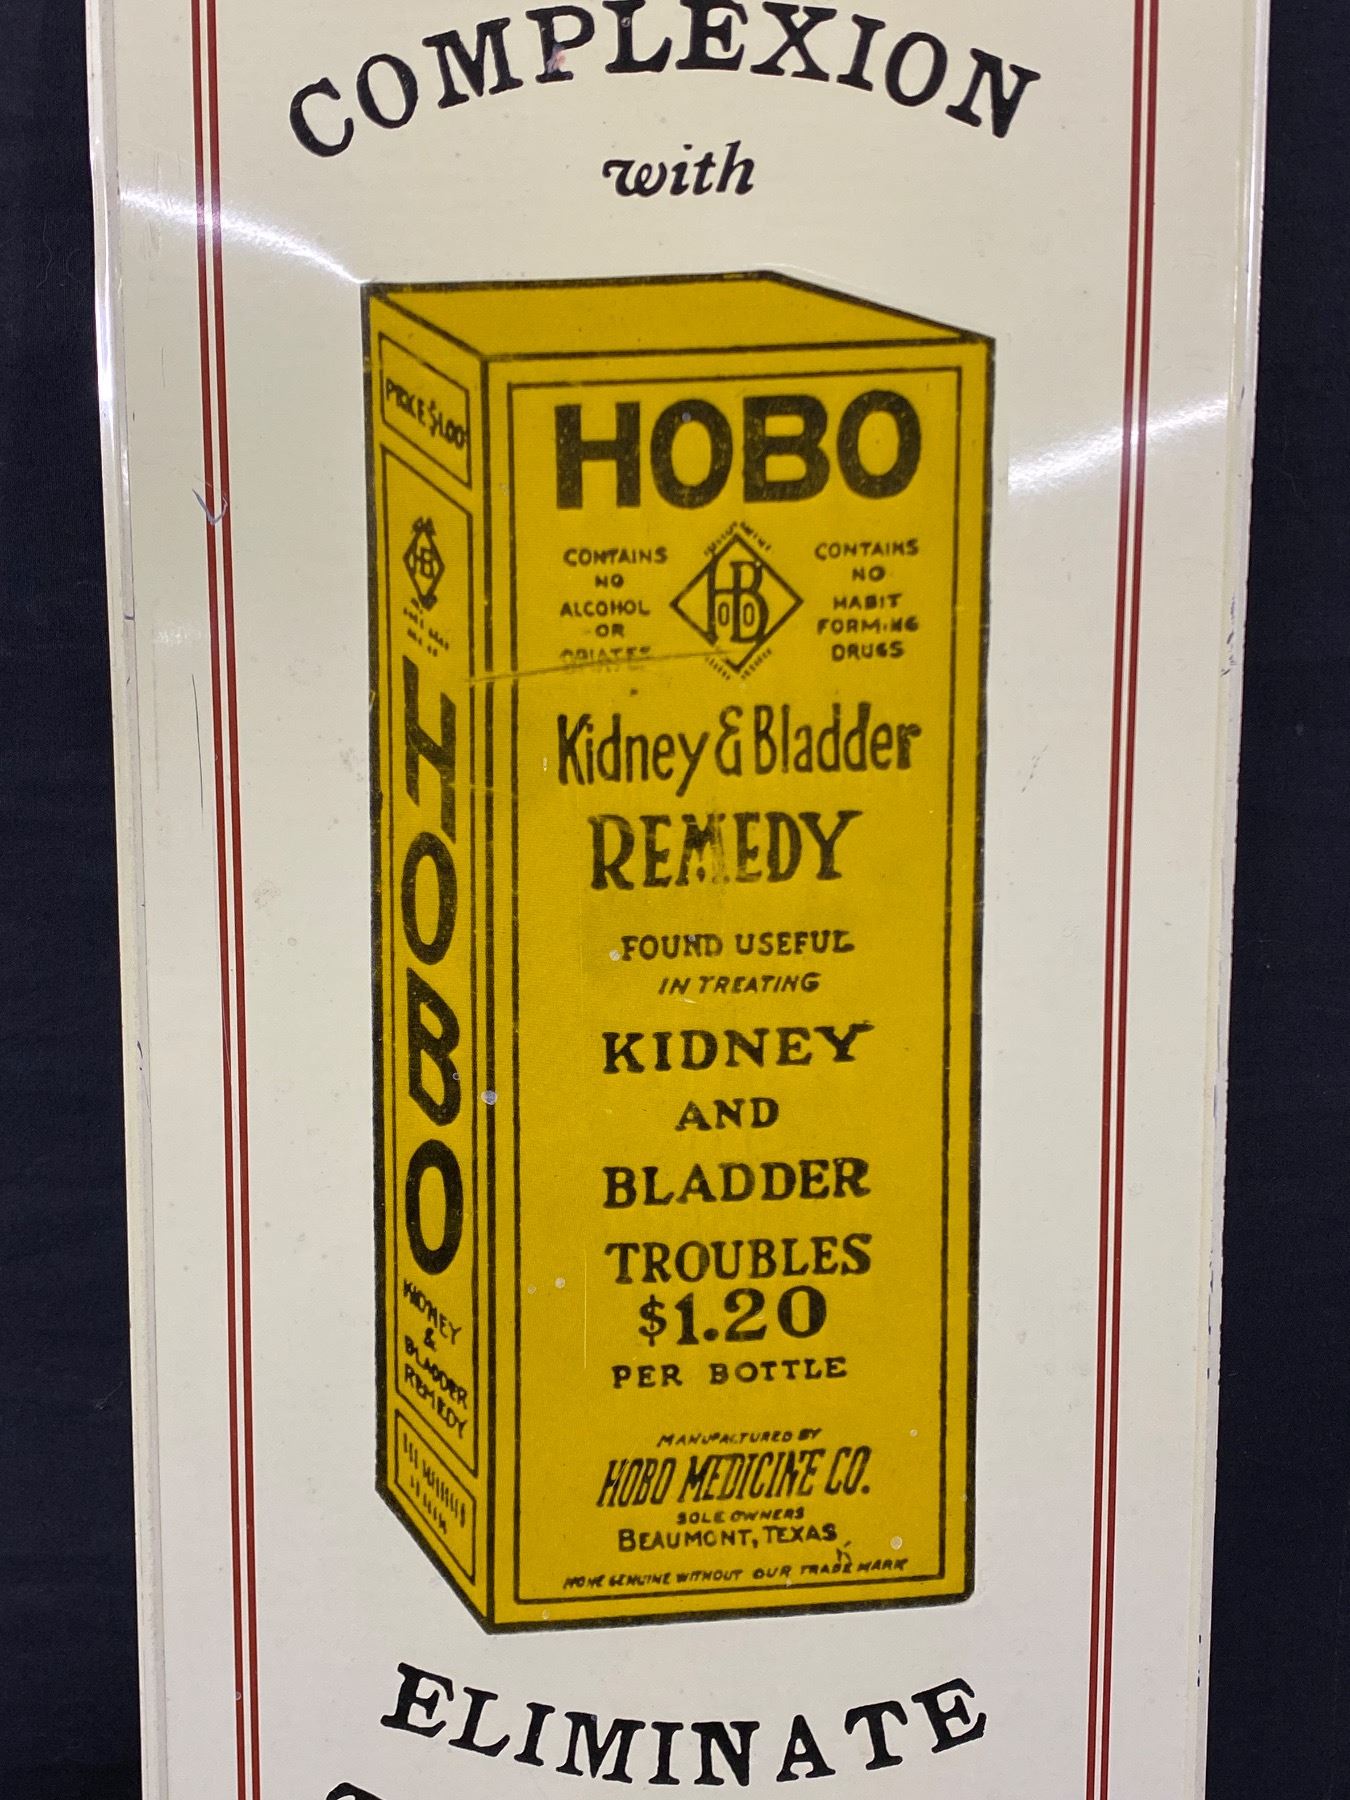 COMPLEXION
with
PRICE $1.00
HOBO
KIDNEY
&
BLADDER
REMEDY
HOBO
CONTAINS
NO
ALCOHOL
OR
OPIATES
HOBO
CONTAINS
NO
HABIT
FORMING
DRUGS
Kidney & Bladder
REMEDY
FOUND USEFUL
IN TREATING
KIDNEY
AND
BLADDER
TROUBLES
$1.20
PER BOTTLE
MANUFACTURED BY
HOBO MEDICINE CO.
SOLE OWNERS
BEAUMONT, TEXAS
NONE GENUINE WITHOUT OUR TRADE MARK
ELIMINATE